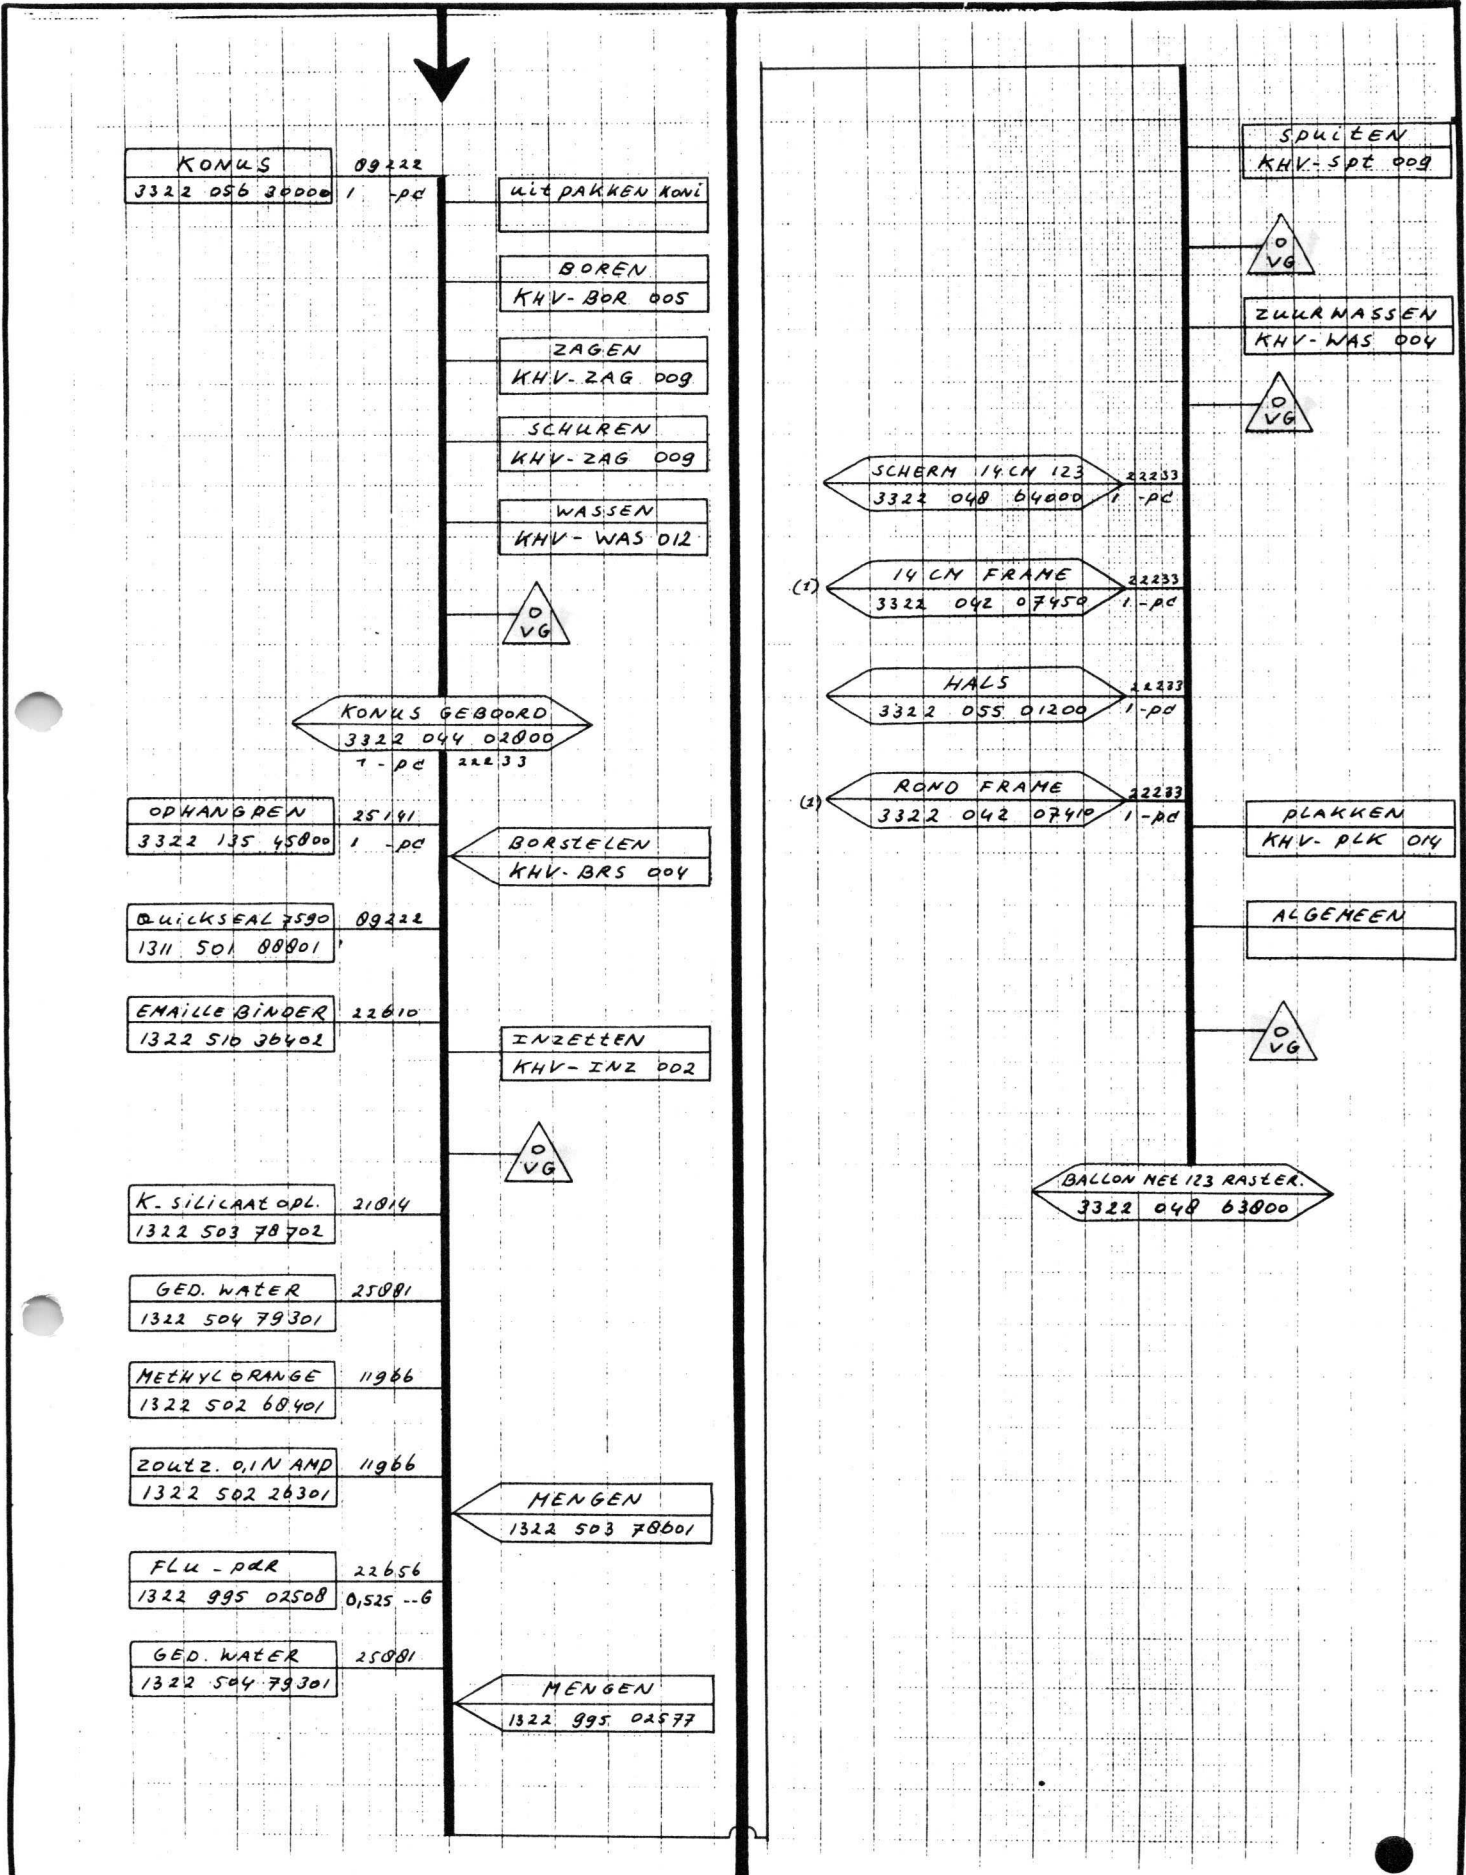 KONUS 09222
3322 056 30000 1 -pc
uitPAKKEN KONI
BOREN
KHV-BOR 005
ZAGEN
KHV-ZAG 009
SCHUREN
KHV-ZAG 009
WASSEN
KHV-WAS 012
O
VG
KONUS GEBOORD
3322 044 02800
1 -pc 22233
OPHANGPEN 25141
3322 135 45800 1 -pc
BORSTELEN
KHV-BRS 004
QUICKSEAL 7590 09222
1311 501 08801
EMAILLE BINDER 22610
1322 510 36402
INZETTEN
KHV-INZ 002
O
VG
K-SILICAAT OPL. 21814
1322 503 78702
GED. WATER 25081
1322 504 79301
METHYLORANGE 11966
1322 502 68401
ZOUTZ. 0,1N AMP 11966
1322 502 26301
MENGEN
1322 503 78601
FLU-PDR 22656
1322 995 02508 0,525 --G
GED. WATER 25081
1322 504 79301
MENGEN
1322 995 02577
SPUITEN
KHV-SPT 009
O
VG
ZUURWASSEN
KHV-WAS 004
O
VG
SCHERM 14 CM 123 22233
3322 048 64000 1 -pc
(1) 14 CM FRAME 22233
3322 042 07450 1 -pc
HALS 22233
3322 055 01200 1 -pc
(1) ROND FRAME 22233
3322 042 07410 1 -pc
PLAKKEN
KHV-PLK 014
ALGEMEEN
O
VG
BALLON MET 123 RASTER.
3322 048 63800